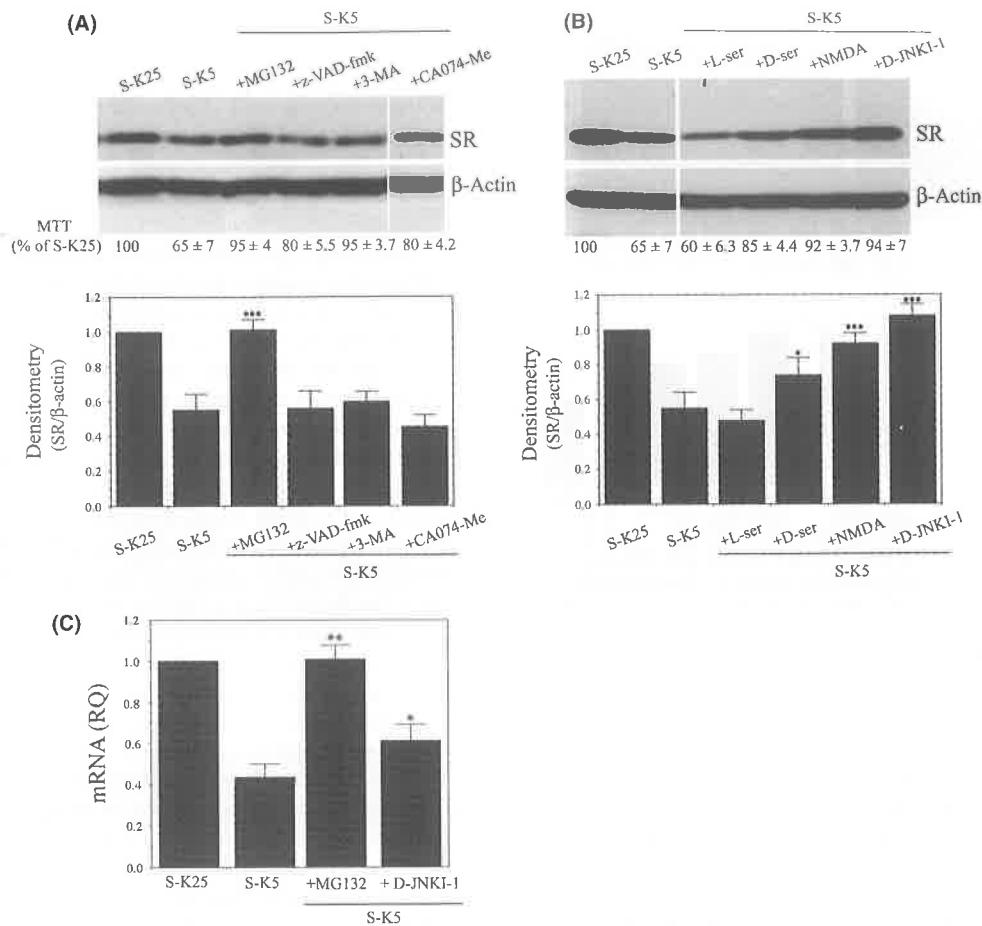 (A)
S-K5
S-K25 S-K5 +MG132 +z-VAD-fmk +3-MA +CA074-Me
SR
β-Actin
MTT
(% of S-K25) 100 65 ± 7 95 ± 4 80 ± 5.5 95 ± 3.7 80 ± 4.2
1.2
1.0
0.8
0.6
0.4
0.2
0.0
Densitometry
(SR/β-actin)
***
S-K25 S-K5 +MG132 +z-VAD-fmk +3-MA +CA074-Me
S-K5
(B)
S-K5
S-K25 S-K5 +L-ser +D-ser +NMDA +D-JNKI-1
SR
β-Actin
100 65 ± 7 60 ± 6.3 85 ± 4.4 92 ± 3.7 94 ± 7
1.2
1.0
0.8
0.6
0.4
0.2
0.0
Densitometry
(SR/β-actin)
* *** ***
S-K25 S-K5 +L-ser +D-ser +NMDA +D-JNKI-1
S-K5
(C)
1.2
1.0
0.8
0.6
0.4
0.2
0.0
mRNA (RQ)
** *
S-K25 S-K5 +MG132 + D-JNKI-1
S-K5